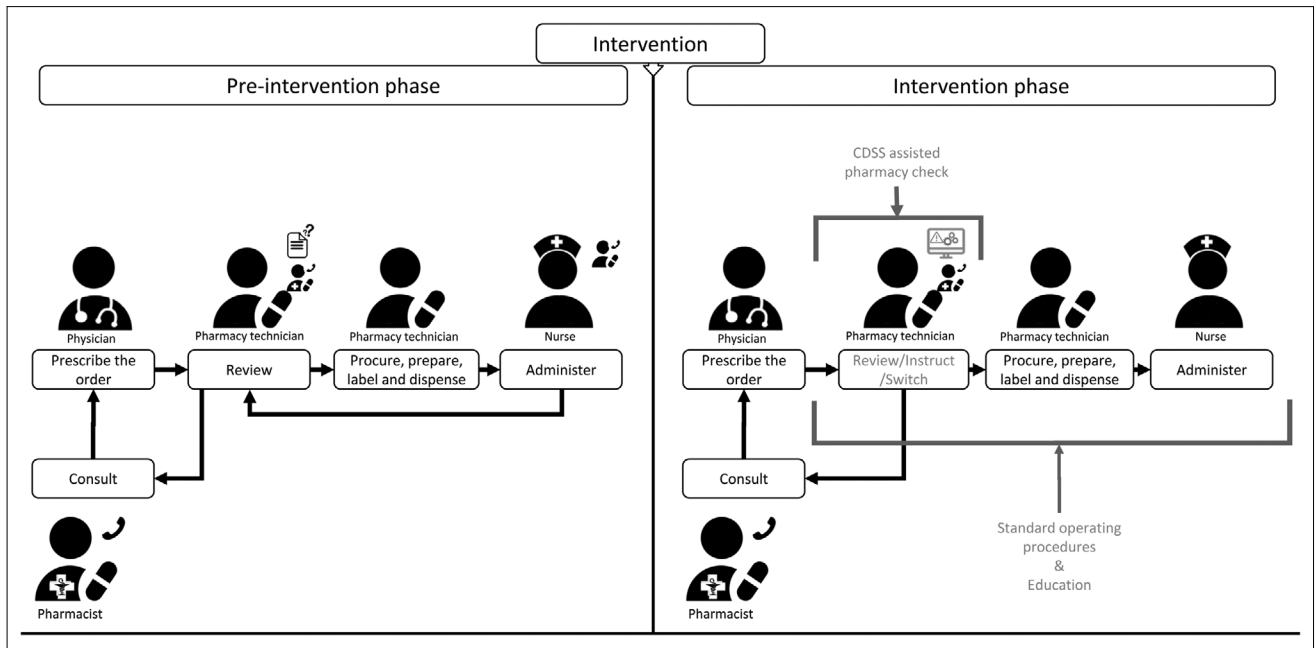 Intervention
Pre-intervention phase
Intervention phase
CDSS assisted
pharmacy check
?
Physician
Pharmacy technician
Pharmacy technician
Nurse
Prescribe the
order
Review
Procure, prepare,
label and dispense
Administer
Consult
Pharmacist
Physician
Pharmacy technician
Pharmacy technician
Nurse
Prescribe the
order
Review/Instruct
/Switch
Procure, prepare,
label and dispense
Administer
Consult
Pharmacist
Standard operating
procedures
&
Education